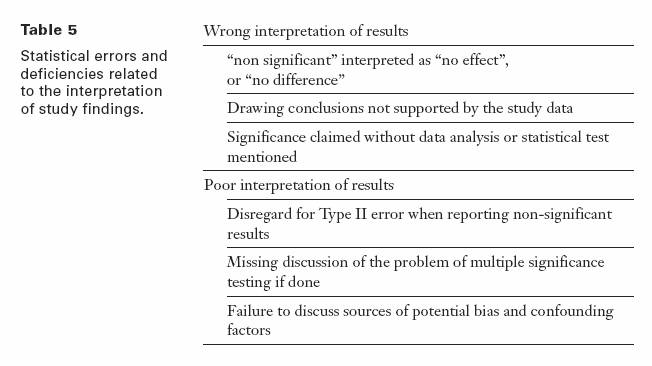 Table 5
Statistical errors and
deficiencies related
to the interpretation
of study findings.
Wrong interpretation of results
“non significant” interpreted as “no effect”,
or “no difference”
Drawing conclusions not supported by the study data
Significance claimed without data analysis or statistical test
mentioned
Poor interpretation of results
Disregard for Type II error when reporting non-significant
results
Missing discussion of the problem of multiple significance
testing if done
Failure to discuss sources of potential bias and confounding
factors